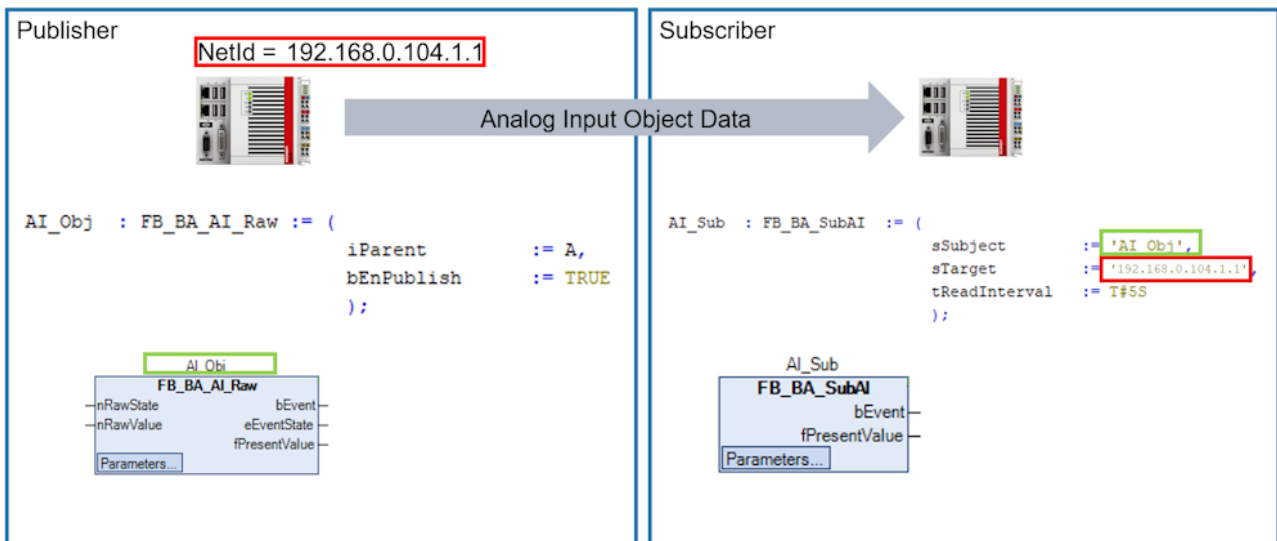 Publisher
NetId = 192.168.0.104.1.1
AI_Obj : FB_BA_AI_Raw := (
iParent := A,
bEnPublish := TRUE
);
AI_Obj
FB_BA_AI_Raw
nRawState bEvent
nRawValue eEventState
fPresentValue
Parameters...
Analog Input Object Data
Subscriber
AI_Sub : FB_BA_SubAI := (
sSubject := 'AI_Obj',
sTarget := '192.168.0.104.1.1',
tReadInterval := T#5S
);
AI_Sub
FB_BA_SubAI
bEvent
fPresentValue
Parameters...